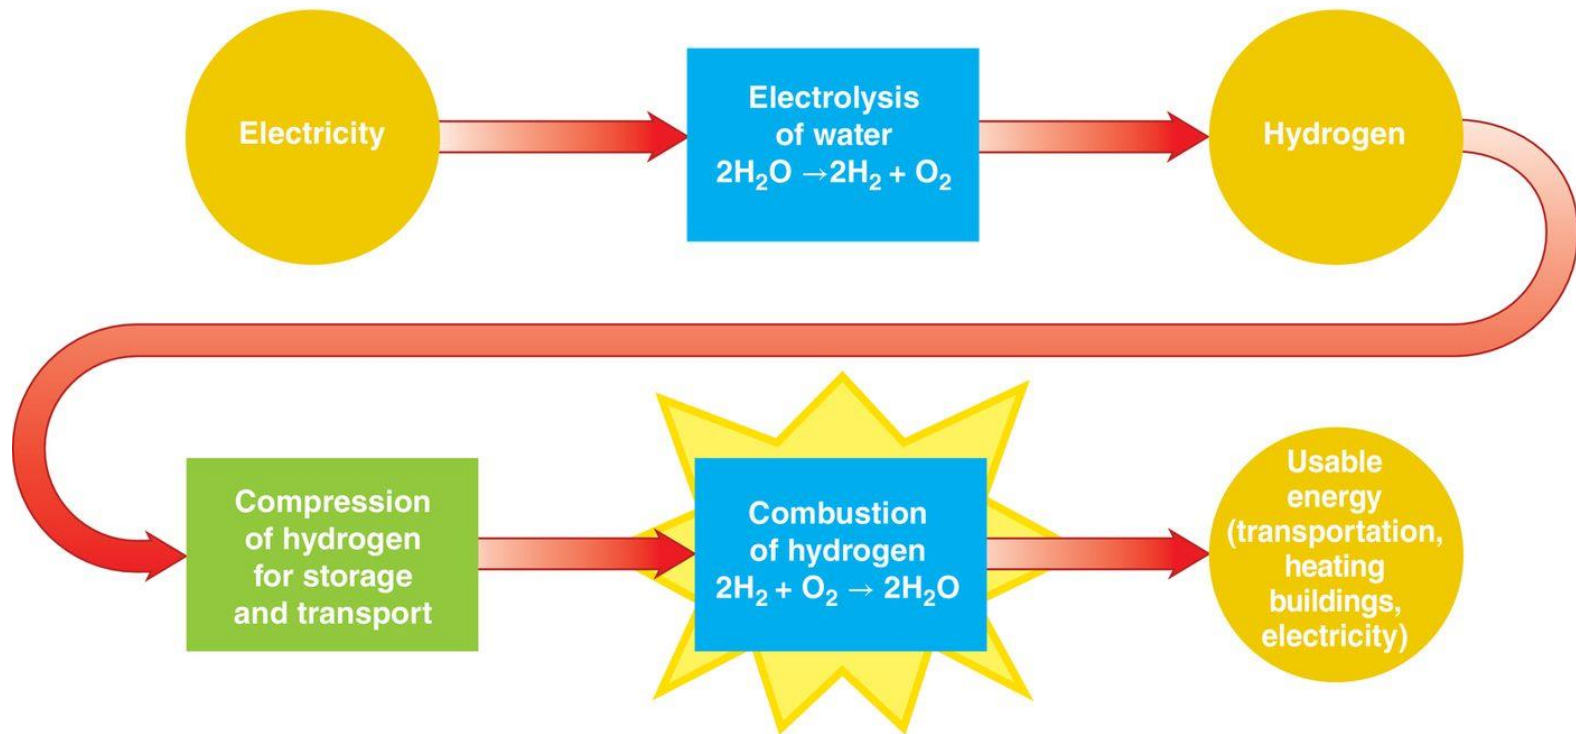 Electricity
Electrolysis
of water
2H₂O →2H₂ + O₂
Hydrogen
Compression
of hydrogen
for storage
and transport
Combustion
of hydrogen
2H₂ + O₂ → 2H₂O
Usable
energy
(transportation,
heating
buildings,
electricity)